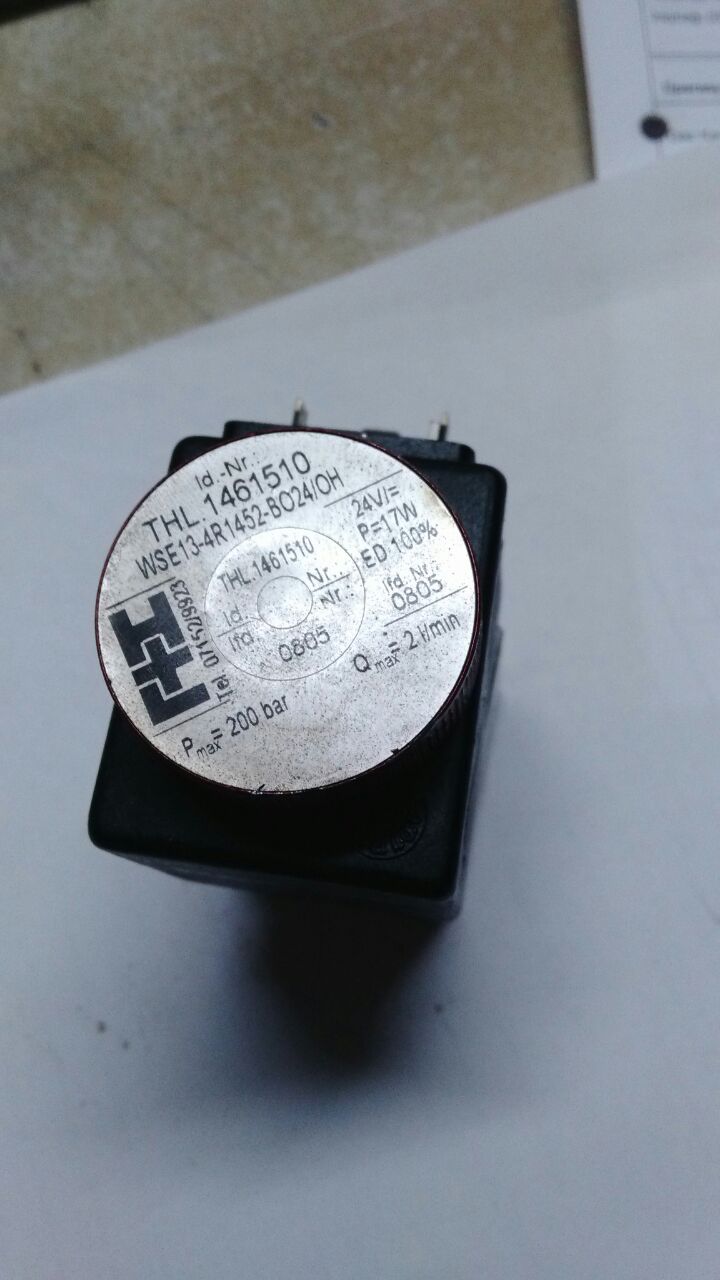 Id.-Nr.:
THL.1461510
WSE13-4R1452-BO24/OH
24V/=
P=17W
ED 100%
lfd. Nr.:
0805
THL.1461510
Id. Nr.:
lfd. Nr.:
0805
Tel. 07152/9923
Pmax= 200 bar
Qmax= 2 l/min